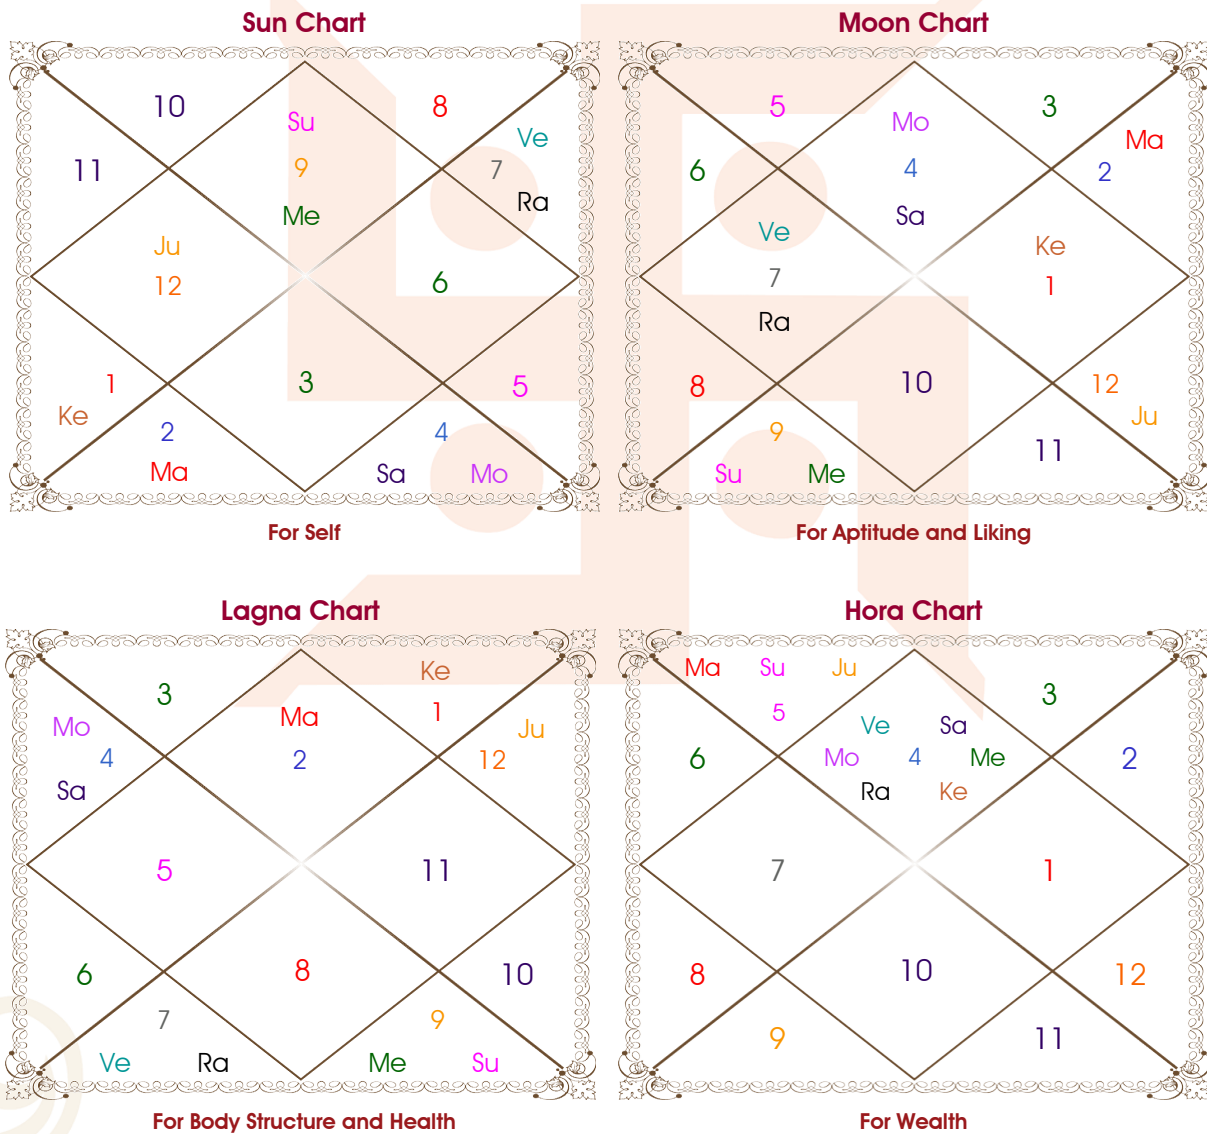 Sun Chart
10
8
Su
Ve
11
9
7
Me
Ra
Ju
12
6
1
3
5
Ke
2
4
Ma
Sa Mo
For Self
Moon Chart
5
3
Mo
Ma
6
4
2
Sa
Ve
Ke
7
1
Ra
8
10
12
9
Ju
11
Su Me
For Aptitude and Liking
Lagna Chart
Ke
3
1
Ma
Mo
Ju
4
2
12
Sa
5
11
6
8
10
7
9
Ve Ra
Me Su
For Body Structure and Health
Hora Chart
Ma Su Ju
3
5
Ve Sa
6
Mo 4 Me
2
Ra Ke
7
1
8
10
12
9
11
For Wealth